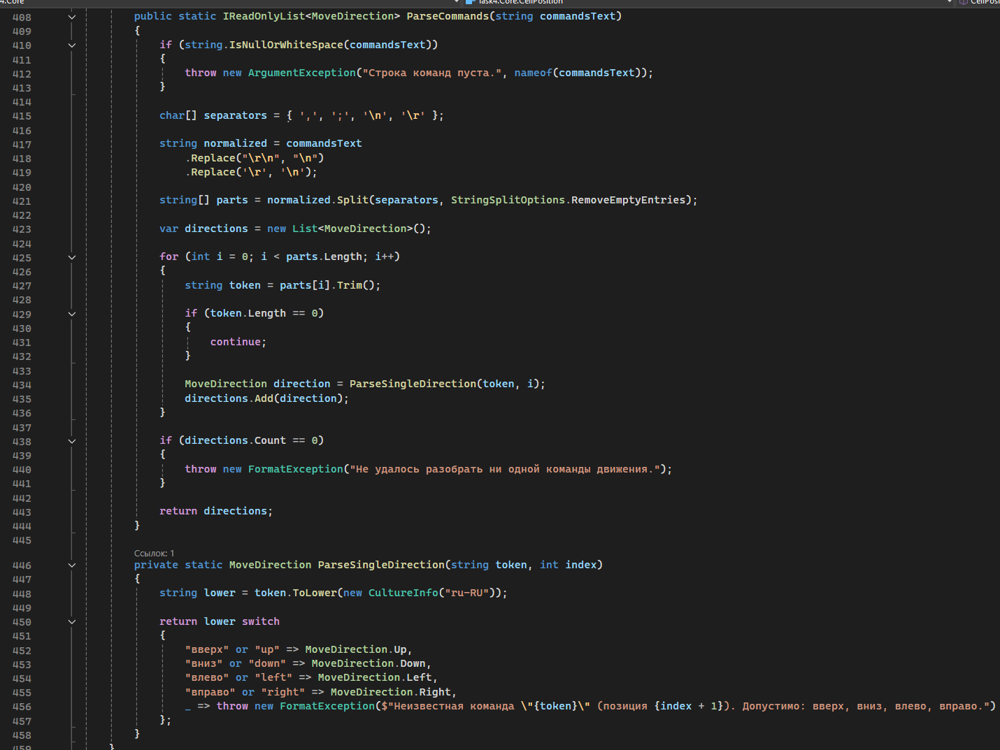 4.Core Task4.Core.CellPosition CellPosi
408 public static IReadOnlyList<MoveDirection> ParseCommands(string commandsText)
409 {
410 if (string.IsNullOrWhiteSpace(commandsText))
411 {
412 throw new ArgumentException("Строка команд пуста.", nameof(commandsText));
413 }
414
415 char[] separators = { ',', ';', '\n', '\r' };
416
417 string normalized = commandsText
418 .Replace("\r\n", "\n")
419 .Replace('\r', '\n');
420
421 string[] parts = normalized.Split(separators, StringSplitOptions.RemoveEmptyEntries);
422
423 var directions = new List<MoveDirection>();
424
425 for (int i = 0; i < parts.Length; i++)
426 {
427 string token = parts[i].Trim();
428
429 if (token.Length == 0)
430 {
431 continue;
432 }
433
434 MoveDirection direction = ParseSingleDirection(token, i);
435 directions.Add(direction);
436 }
437
438 if (directions.Count == 0)
439 {
440 throw new FormatException("Не удалось разобрать ни одной команды движения.");
441 }
442
443 return directions;
444 }
445
Ссылок: 1
446 private static MoveDirection ParseSingleDirection(string token, int index)
447 {
448 string lower = token.ToLower(new CultureInfo("ru-RU"));
449
450 return lower switch
451 {
452 "вверх" or "up" => MoveDirection.Up,
453 "вниз" or "down" => MoveDirection.Down,
454 "влево" or "left" => MoveDirection.Left,
455 "вправо" or "right" => MoveDirection.Right,
456 _ => throw new FormatException($"Неизвестная команда \"{token}\" (позиция {index + 1}). Допустимо: вверх, вниз, влево, вправо.")
457 };
458 }
459 }